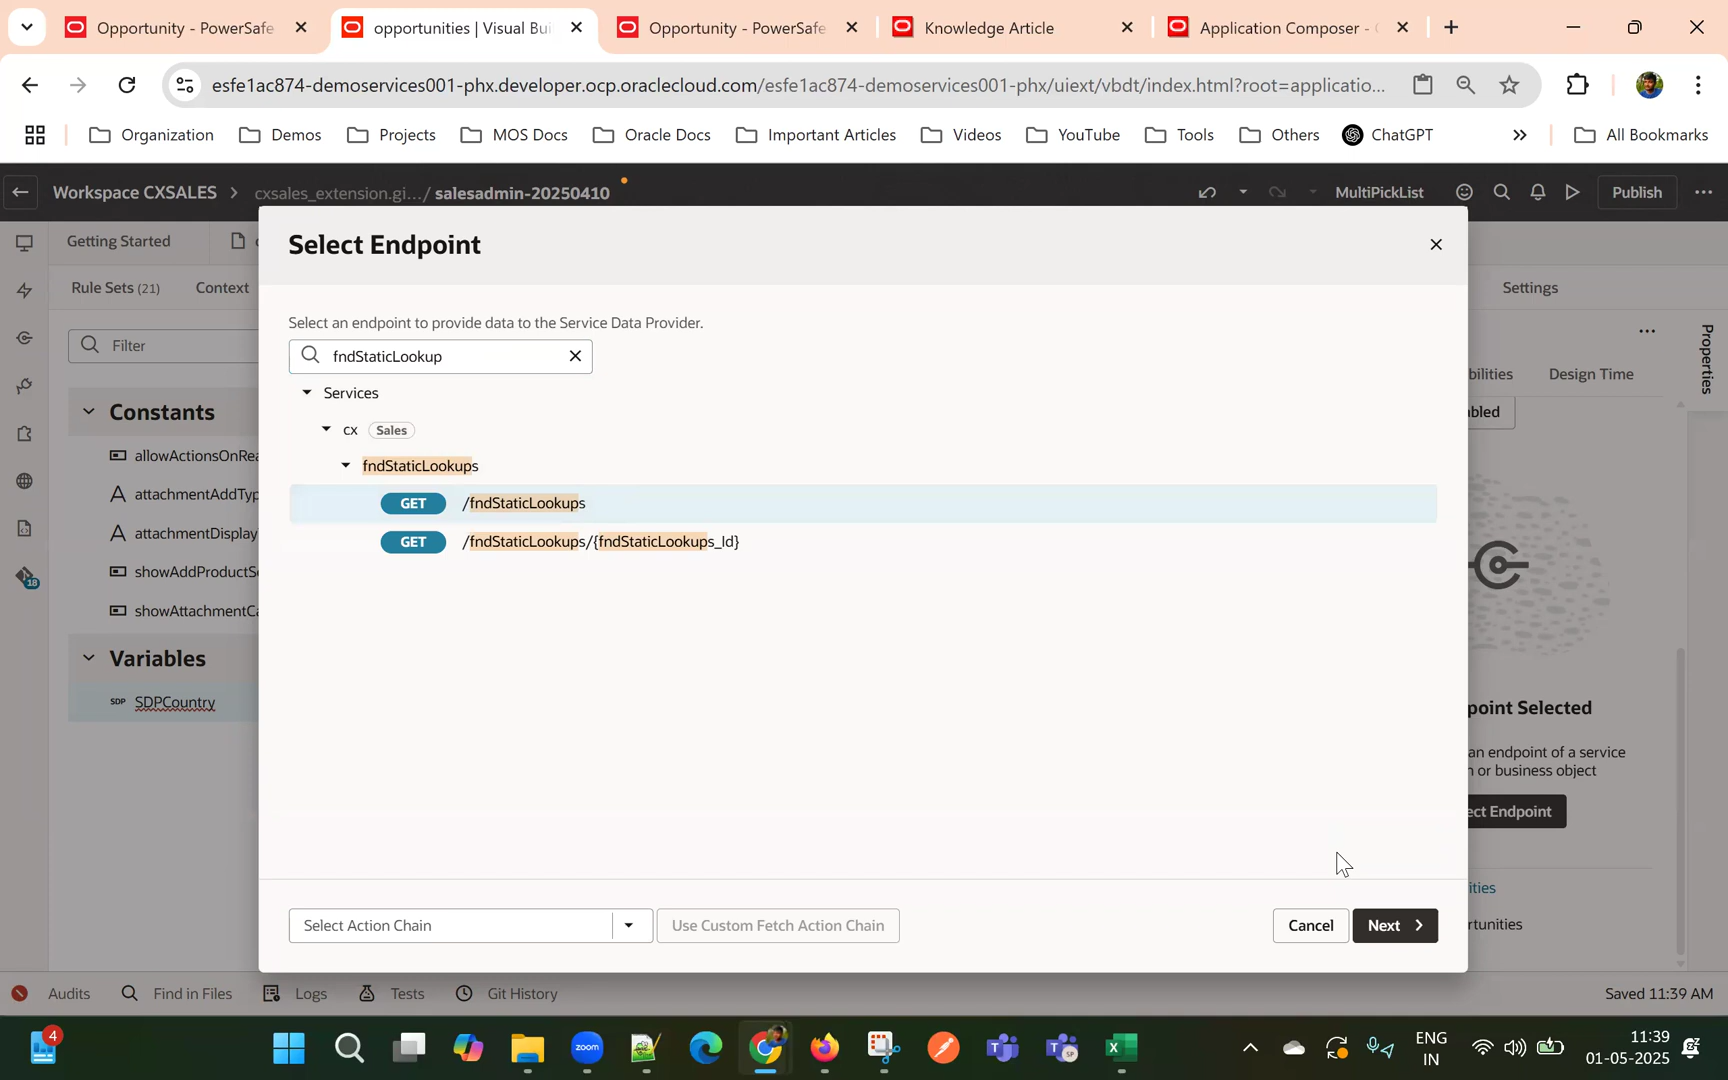 Opportunity - PowerSafe
opportunities | Visual Bui
Opportunity - PowerSafe
Knowledge Article
Application Composer -
esfe1ac874-demoservices001-phx.developer.ocp.oraclecloud.com/esfe1ac874-demoservices001-phx/uiext/vbdt/index.html?root=applicatio...
Organization
Demos
Projects
MOS Docs
Oracle Docs
Important Articles
Videos
YouTube
Tools
Others
ChatGPT
All Bookmarks
Workspace CXSALES > cxsales_extension.gi... / salesadmin-20250410
MultiPickList
Publish
Getting Started
Rule Sets (21)
Context
Settings
Filter
Constants
allowActionsOnRea
attachmentAddTyp
attachmentDisplay
showAddProductSe
showAttachmentCa
Variables
SDP SDPCountry
Select Endpoint
Select an endpoint to provide data to the Service Data Provider.
fndStaticLookup
Services
cx Sales
fndStaticLookups
GET /fndStaticLookups
GET /fndStaticLookups/{fndStaticLookups_Id}
Select Action Chain
Use Custom Fetch Action Chain
Cancel
Next
Properties
bilities
Design Time
bled
point Selected
an endpoint of a service
n or business object
ect Endpoint
ities
rtunities
Audits
Find in Files
Logs
Tests
Git History
Saved 11:39 AM
18
4
zoom
ENG
IN
11:39
01-05-2025